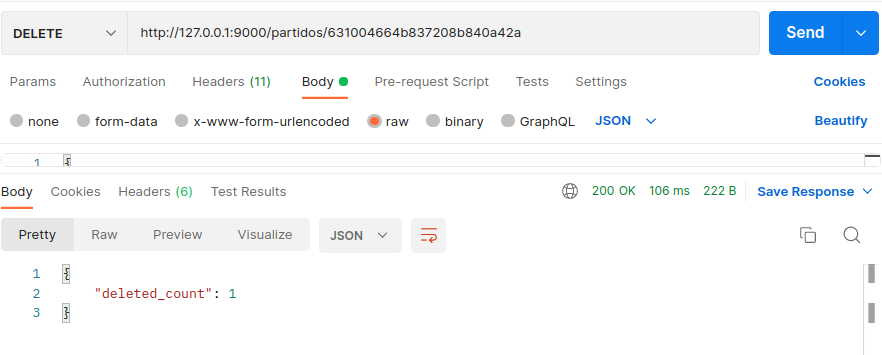 DELETE http://127.0.0.1:9000/partidos/631004664b837208b840a42a Send
Params Authorization Headers (11) Body Pre-request Script Tests Settings Cookies
none form-data x-www-form-urlencoded raw binary GraphQL JSON Beautify
1 {
Body Cookies Headers (6) Test Results 200 OK 106 ms 222 B Save Response
Pretty Raw Preview Visualize JSON
1 {
2 "deleted_count": 1
3 }